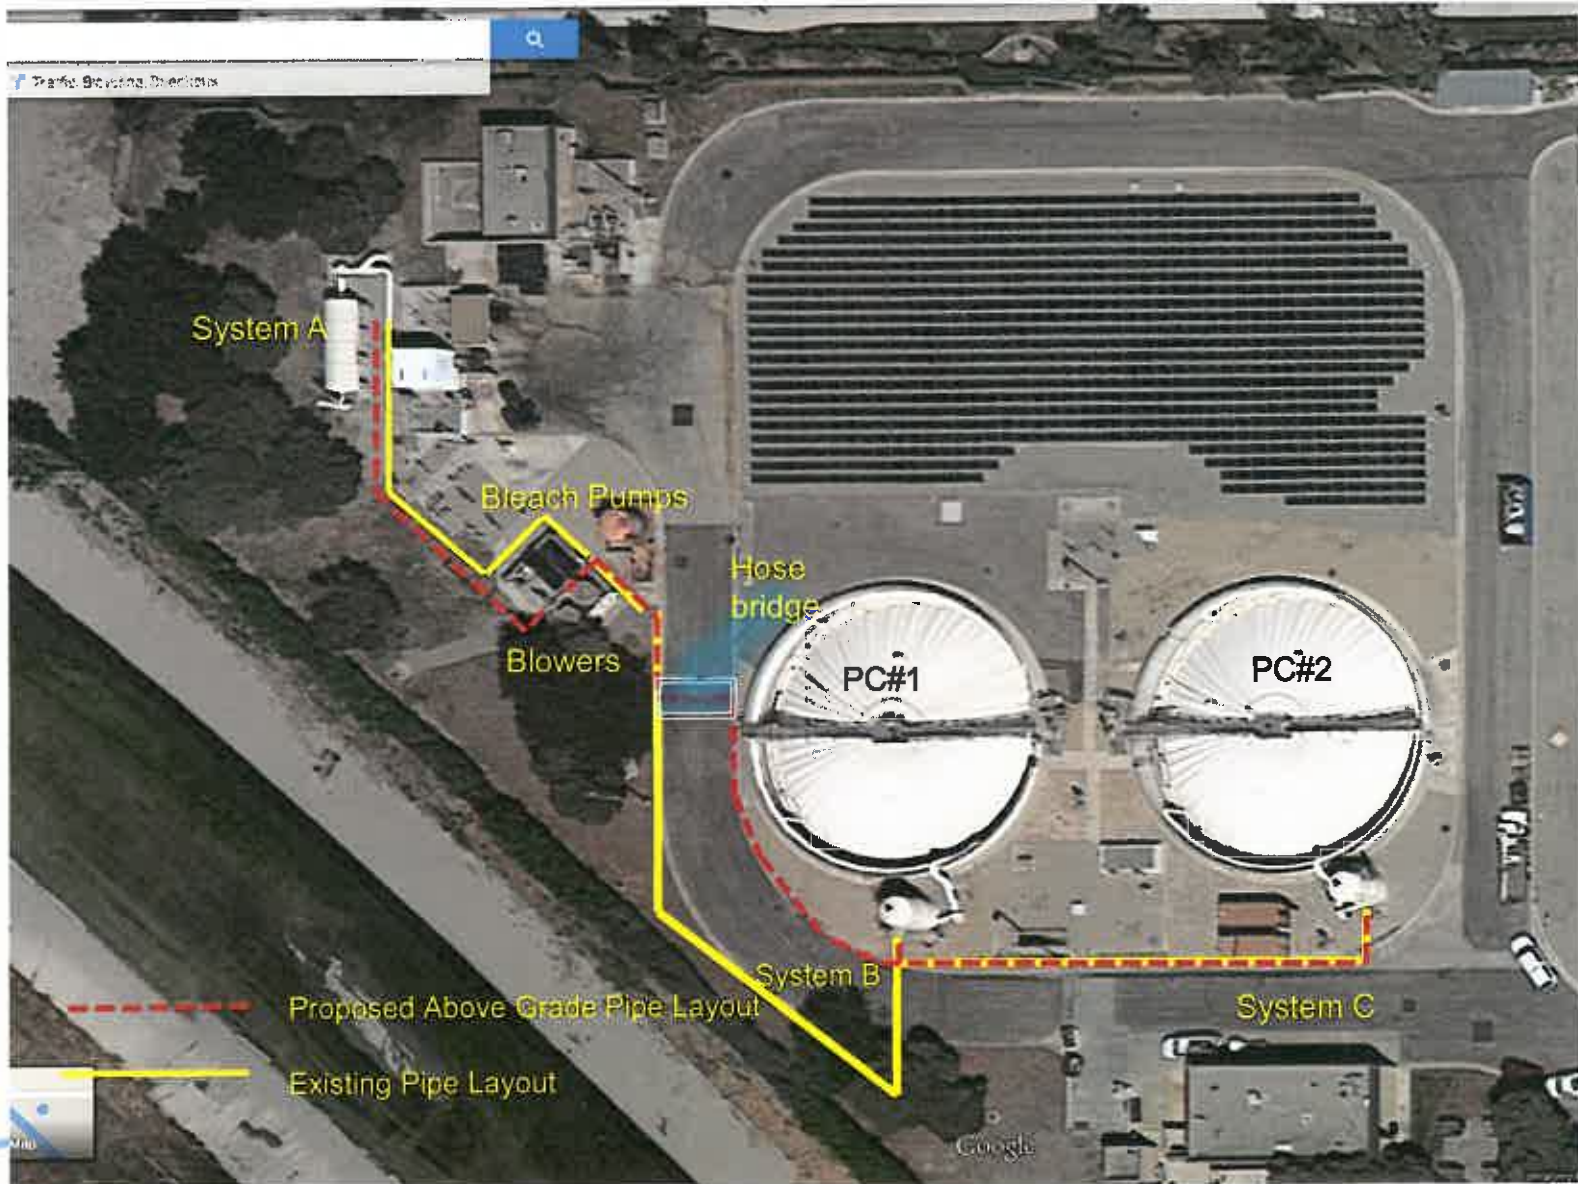 System A
Bleach Pumps
Hose
bridge
Blowers
PC#1
PC#2
System B
System C
Proposed Above Grade Pipe Layout
Existing Pipe Layout
Google